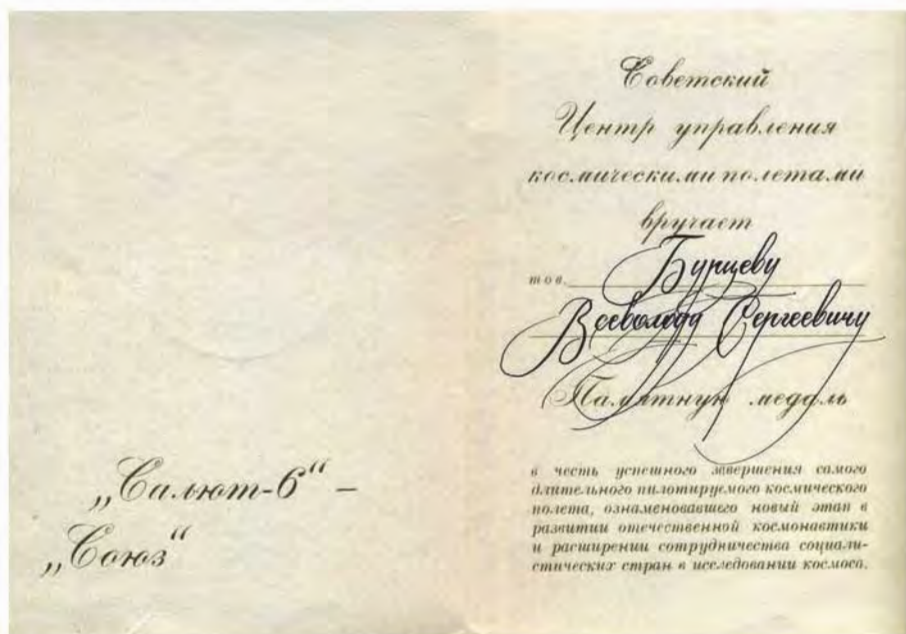 „Салют-6“ –
„Союз“
Советский
Центр управления
космическими полетами
вручает
тов. Бурцеву
Всеволоду Сергеевичу
Памятную медаль
в честь успешного завершения самого
длительного пилотируемого космического
полета, ознаменовавшего новый этап в
развитии отечественной космонавтики
и расширении сотрудничества социали-
стических стран в исследовании космоса.